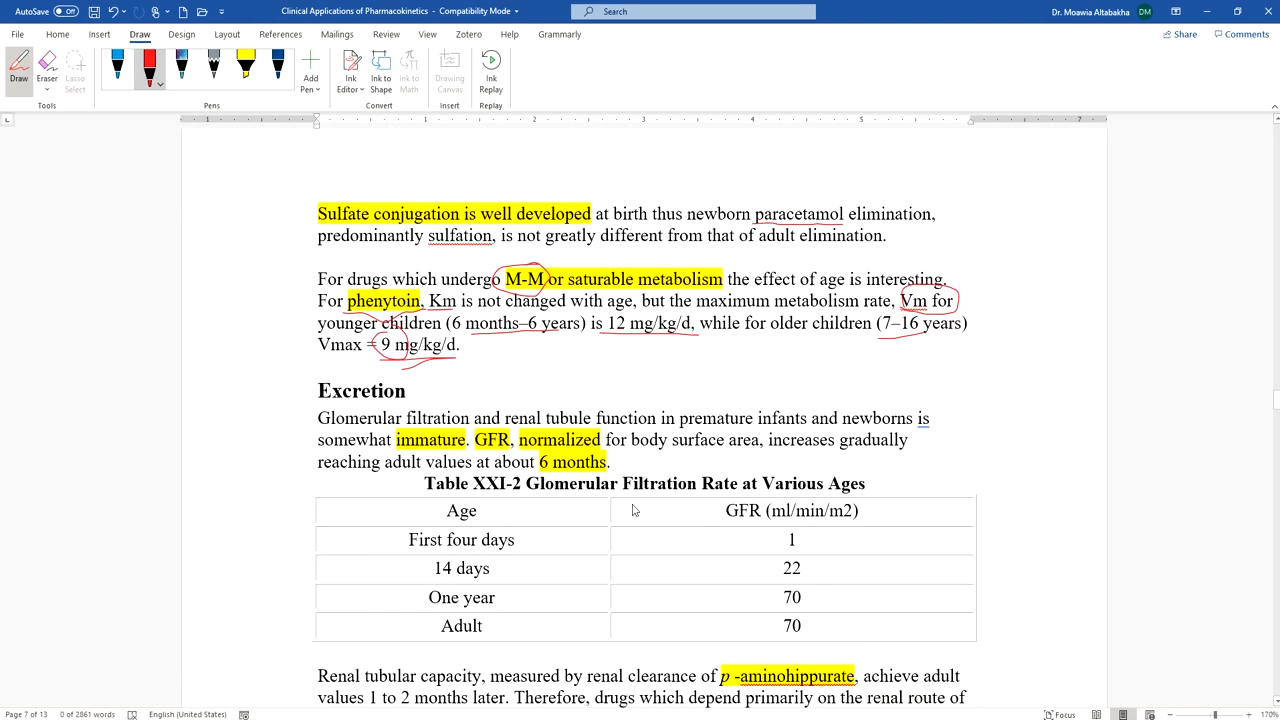 AutoSave Off Clinical Applications of Pharmacokinetics - Compatibility Mode Search Dr. Moawia Altabakha DM
File Home Insert Draw Design Layout References Mailings Review View Zotero Help Grammarly Share Comments
Draw Eraser Lasso Select Add Pen Ink Editor Ink to Shape Ink to Math Drawing Canvas Ink Replay
Tools Pens Convert Insert Replay
1 1 2 3 4 5 7
Sulfate conjugation is well developed at birth thus newborn paracetamol elimination,
predominantly sulfation, is not greatly different from that of adult elimination.
For drugs which undergo M-M or saturable metabolism the effect of age is interesting.
For phenytoin, Km is not changed with age, but the maximum metabolism rate, Vm for
younger children (6 months–6 years) is 12 mg/kg/d, while for older children (7–16 years)
Vmax = 9 mg/kg/d.
Excretion
Glomerular filtration and renal tubule function in premature infants and newborns is
somewhat immature. GFR, normalized for body surface area, increases gradually
reaching adult values at about 6 months.
Table XXI-2 Glomerular Filtration Rate at Various Ages
Age GFR (ml/min/m2)
First four days 1
14 days 22
One year 70
Adult 70
Renal tubular capacity, measured by renal clearance of p -aminohippurate, achieve adult
values 1 to 2 months later. Therefore, drugs which depend primarily on the renal route of
Page 7 of 13 0 of 2861 words English (United States) Focus 170%